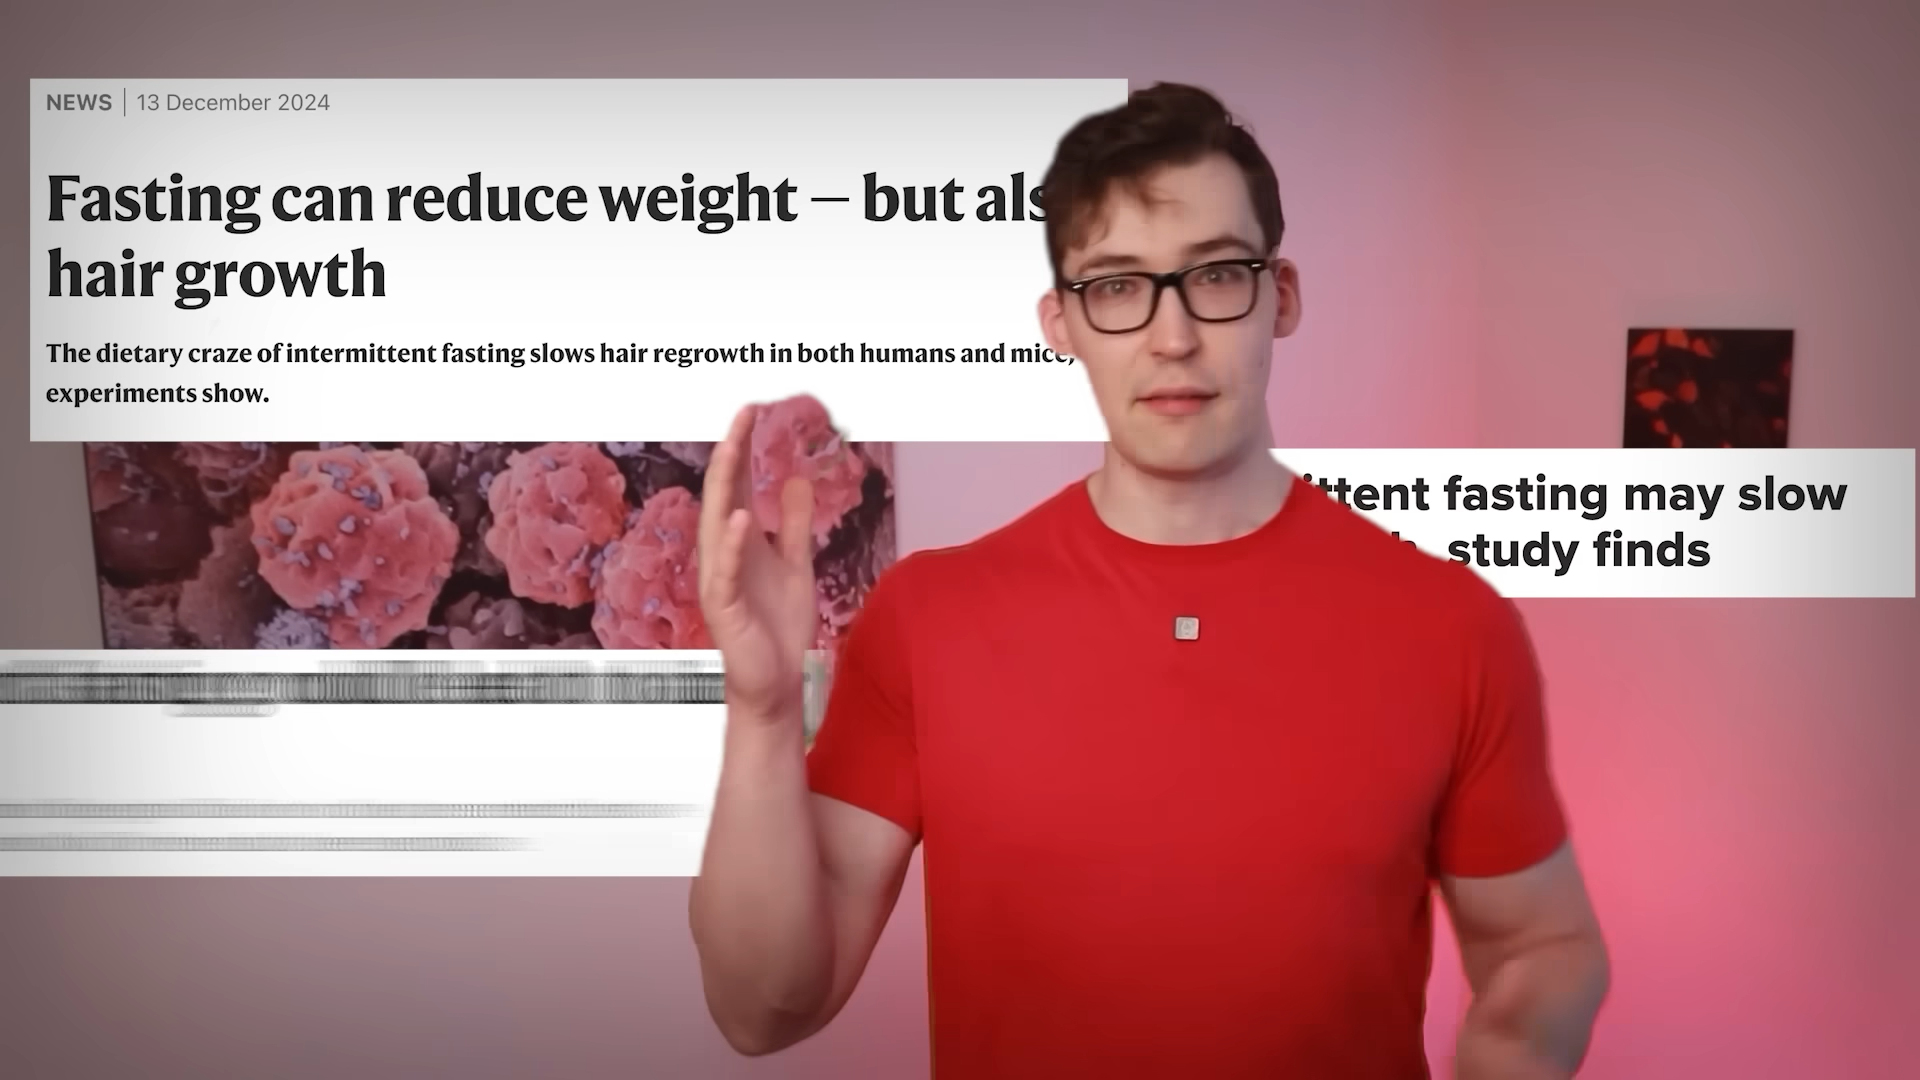 NEWS | 13 December 2024
Fasting can reduce weight — but als
hair growth
The dietary craze of intermittent fasting slows hair regrowth in both humans and mice,
experiments show.
ittent fasting may slow
h, study finds